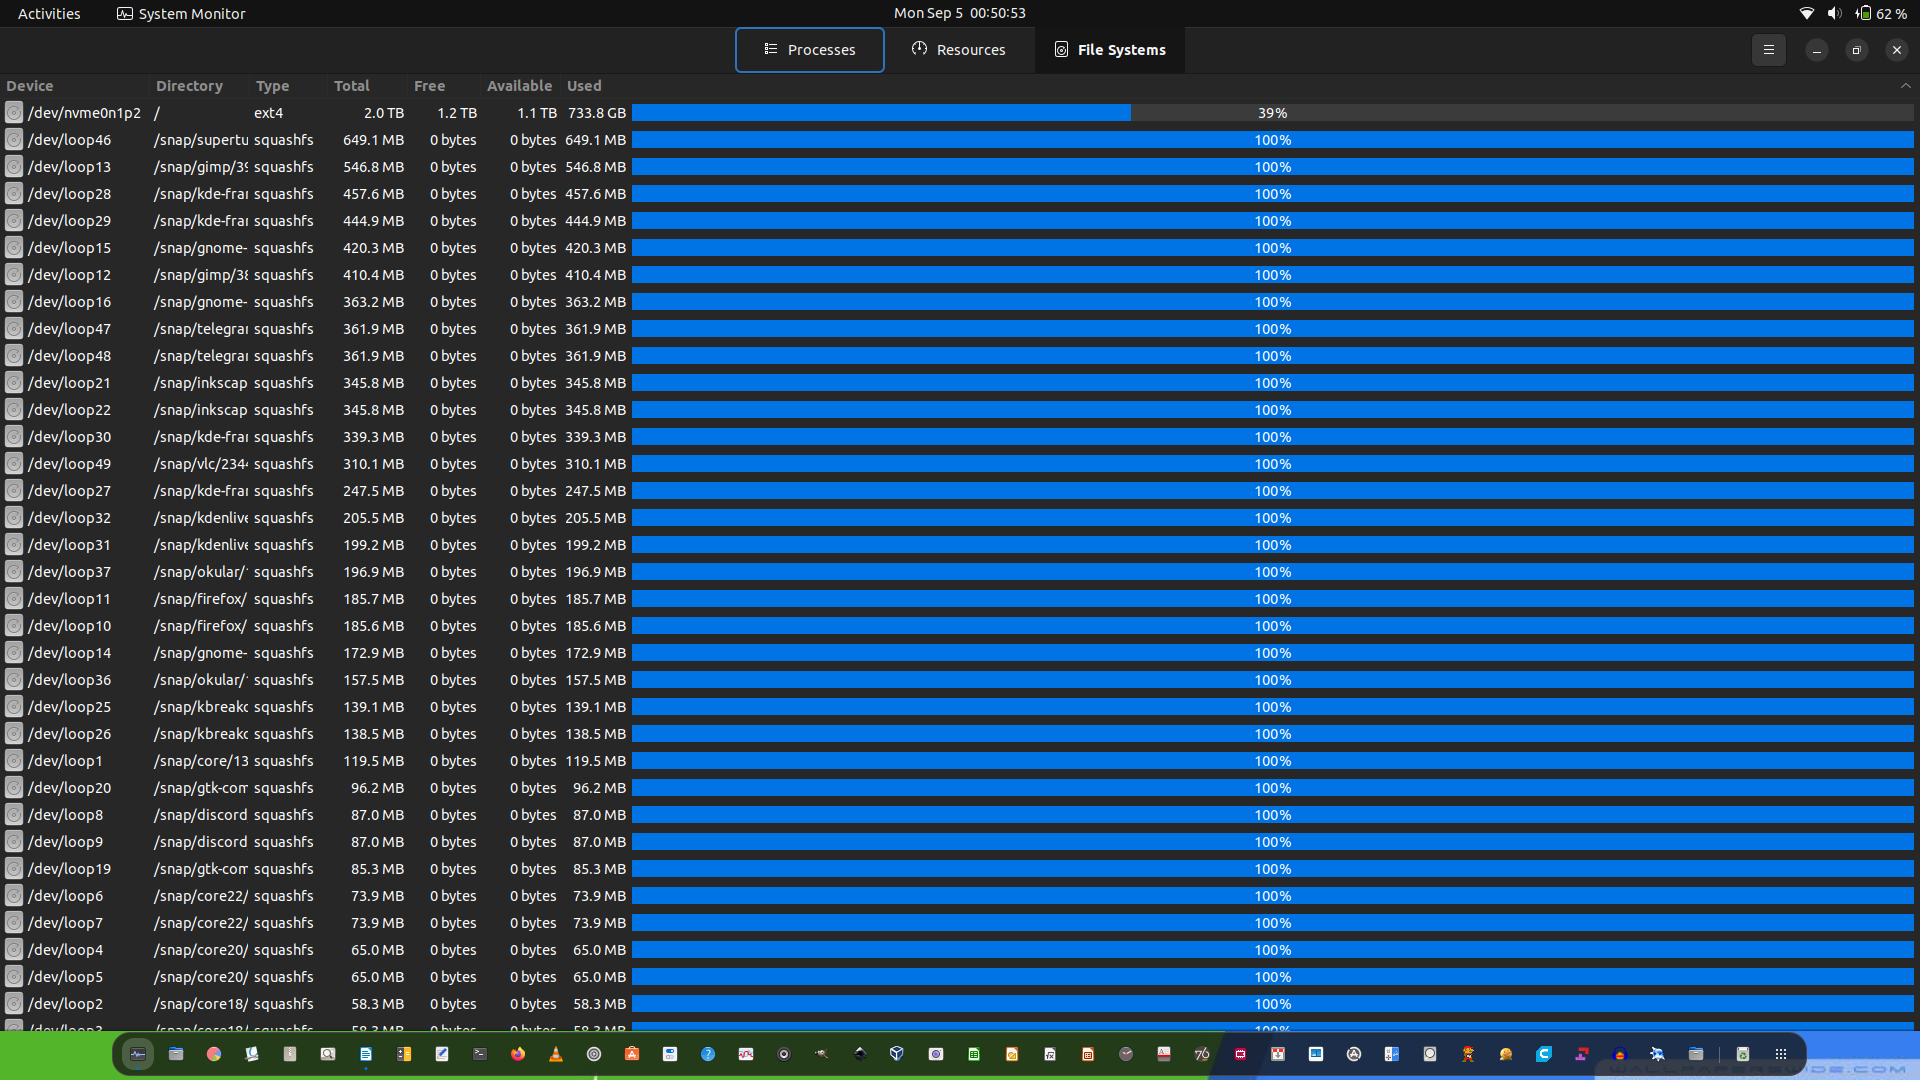 Activities System Monitor Mon Sep 5 00:50:53 62 %
Processes Resources File Systems
Device Directory Type Total Free Available Used
/dev/nvme0n1p2 / ext4 2.0 TB 1.2 TB 1.1 TB 733.8 GB 39%
/dev/loop46 /snap/supertu squashfs 649.1 MB 0 bytes 0 bytes 649.1 MB 100%
/dev/loop13 /snap/gimp/39 squashfs 546.8 MB 0 bytes 0 bytes 546.8 MB 100%
/dev/loop28 /snap/kde-frar squashfs 457.6 MB 0 bytes 0 bytes 457.6 MB 100%
/dev/loop29 /snap/kde-frar squashfs 444.9 MB 0 bytes 0 bytes 444.9 MB 100%
/dev/loop15 /snap/gnome- squashfs 420.3 MB 0 bytes 0 bytes 420.3 MB 100%
/dev/loop12 /snap/gimp/38 squashfs 410.4 MB 0 bytes 0 bytes 410.4 MB 100%
/dev/loop16 /snap/gnome- squashfs 363.2 MB 0 bytes 0 bytes 363.2 MB 100%
/dev/loop47 /snap/telegrar squashfs 361.9 MB 0 bytes 0 bytes 361.9 MB 100%
/dev/loop48 /snap/telegrar squashfs 361.9 MB 0 bytes 0 bytes 361.9 MB 100%
/dev/loop21 /snap/inkscap squashfs 345.8 MB 0 bytes 0 bytes 345.8 MB 100%
/dev/loop22 /snap/inkscap squashfs 345.8 MB 0 bytes 0 bytes 345.8 MB 100%
/dev/loop30 /snap/kde-frar squashfs 339.3 MB 0 bytes 0 bytes 339.3 MB 100%
/dev/loop49 /snap/vlc/2344 squashfs 310.1 MB 0 bytes 0 bytes 310.1 MB 100%
/dev/loop27 /snap/kde-frar squashfs 247.5 MB 0 bytes 0 bytes 247.5 MB 100%
/dev/loop32 /snap/kdenlive squashfs 205.5 MB 0 bytes 0 bytes 205.5 MB 100%
/dev/loop31 /snap/kdenlive squashfs 199.2 MB 0 bytes 0 bytes 199.2 MB 100%
/dev/loop37 /snap/okular/1 squashfs 196.9 MB 0 bytes 0 bytes 196.9 MB 100%
/dev/loop11 /snap/firefox/ squashfs 185.7 MB 0 bytes 0 bytes 185.7 MB 100%
/dev/loop10 /snap/firefox/ squashfs 185.6 MB 0 bytes 0 bytes 185.6 MB 100%
/dev/loop14 /snap/gnome- squashfs 172.9 MB 0 bytes 0 bytes 172.9 MB 100%
/dev/loop36 /snap/okular/1 squashfs 157.5 MB 0 bytes 0 bytes 157.5 MB 100%
/dev/loop25 /snap/kbreako squashfs 139.1 MB 0 bytes 0 bytes 139.1 MB 100%
/dev/loop26 /snap/kbreako squashfs 138.5 MB 0 bytes 0 bytes 138.5 MB 100%
/dev/loop1 /snap/core/13 squashfs 119.5 MB 0 bytes 0 bytes 119.5 MB 100%
/dev/loop20 /snap/gtk-com squashfs 96.2 MB 0 bytes 0 bytes 96.2 MB 100%
/dev/loop8 /snap/discord squashfs 87.0 MB 0 bytes 0 bytes 87.0 MB 100%
/dev/loop9 /snap/discord squashfs 87.0 MB 0 bytes 0 bytes 87.0 MB 100%
/dev/loop19 /snap/gtk-com squashfs 85.3 MB 0 bytes 0 bytes 85.3 MB 100%
/dev/loop6 /snap/core22/ squashfs 73.9 MB 0 bytes 0 bytes 73.9 MB 100%
/dev/loop7 /snap/core22/ squashfs 73.9 MB 0 bytes 0 bytes 73.9 MB 100%
/dev/loop4 /snap/core20/ squashfs 65.0 MB 0 bytes 0 bytes 65.0 MB 100%
/dev/loop5 /snap/core20/ squashfs 65.0 MB 0 bytes 0 bytes 65.0 MB 100%
/dev/loop2 /snap/core18/ squashfs 58.3 MB 0 bytes 0 bytes 58.3 MB 100%
/dev/loop3 /snap/core18/ squashfs 58.3 MB 0 bytes 0 bytes 58.3 MB 100%
76